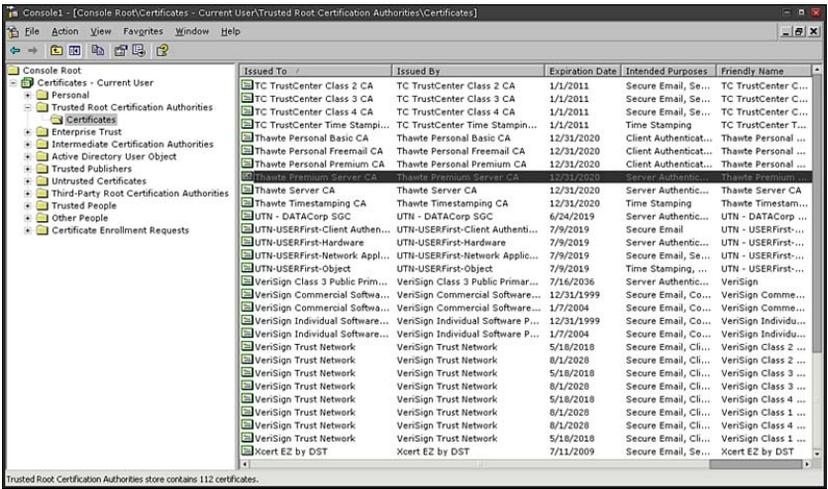 Console1 - [Console Root\Certificates - Current User\Trusted Root Certification Authorities\Certificates]
File Action View Favorites Window Help
Console Root
Certificates - Current User
Personal
Trusted Root Certification Authorities
Certificates
Enterprise Trust
Intermediate Certification Authorities
Active Directory User Object
Trusted Publishers
Untrusted Certificates
Third-Party Root Certification Authorities
Trusted People
Other People
Certificate Enrollment Requests
Issued To / Issued By Expiration Date Intended Purposes Friendly Name
TC TrustCenter Class 2 CA TC TrustCenter Class 2 CA 1/1/2011 Secure Email, Se... TC TrustCenter C...
TC TrustCenter Class 3 CA TC TrustCenter Class 3 CA 1/1/2011 Secure Email, Se... TC TrustCenter C...
TC TrustCenter Class 4 CA TC TrustCenter Class 4 CA 1/1/2011 Secure Email, Se... TC TrustCenter C...
TC TrustCenter Time Stampi... TC TrustCenter Time Stampin... 1/1/2011 Time Stamping TC TrustCenter T...
Thawte Personal Basic CA Thawte Personal Basic CA 12/31/2020 Client Authenticat... Thawte Personal ...
Thawte Personal Freemail CA Thawte Personal Freemail CA 12/31/2020 Client Authenticat... Thawte Personal ...
Thawte Personal Premium CA Thawte Personal Premium CA 12/31/2020 Client Authenticat... Thawte Personal ...
Thawte Premium Server CA Thawte Premium Server CA 12/31/2020 Server Authentic... Thawte Premium ...
Thawte Server CA Thawte Server CA 12/31/2020 Server Authentic... Thawte Server CA
Thawte Timestamping CA Thawte Timestamping CA 12/31/2020 Time Stamping Thawte Timestam...
UTN - DATACorp SGC UTN - DATACorp SGC 6/24/2019 Server Authentic... UTN - DATACorp ...
UTN-USERFirst-Client Authen... UTN-USERFirst-Client Authenti... 7/9/2019 Secure Email UTN - USERFirst-...
UTN-USERFirst-Hardware UTN-USERFirst-Hardware 7/9/2019 Server Authentic... UTN - USERFirst-...
UTN-USERFirst-Network Appl... UTN-USERFirst-Network Applic... 7/9/2019 Secure Email, Se... UTN - USERFirst-...
UTN-USERFirst-Object UTN-USERFirst-Object 7/9/2019 Time Stamping, ... UTN - USERFirst-...
VeriSign Class 3 Public Prim... VeriSign Class 3 Public Primar... 7/16/2036 Server Authentic... VeriSign
VeriSign Commercial Softwa... VeriSign Commercial Software... 12/31/1999 Secure Email, Co... VeriSign Comme...
VeriSign Commercial Softwa... VeriSign Commercial Software... 1/7/2004 Secure Email, Co... VeriSign Comme...
VeriSign Individual Software... VeriSign Individual Software P... 12/31/1999 Secure Email, Co... VeriSign Individu...
VeriSign Individual Software... VeriSign Individual Software P... 1/7/2004 Secure Email, Co... VeriSign Individu...
VeriSign Trust Network VeriSign Trust Network 5/18/2018 Secure Email, Cli... VeriSign Class 2 ...
VeriSign Trust Network VeriSign Trust Network 8/1/2028 Secure Email, Cli... VeriSign Class 2 ...
VeriSign Trust Network VeriSign Trust Network 5/18/2018 Secure Email, Cli... VeriSign Class 3 ...
VeriSign Trust Network VeriSign Trust Network 8/1/2028 Secure Email, Cli... VeriSign Class 3 ...
VeriSign Trust Network VeriSign Trust Network 5/18/2018 Secure Email, Cli... VeriSign Class 4 ...
VeriSign Trust Network VeriSign Trust Network 8/1/2028 Secure Email, Cli... VeriSign Class 1 ...
VeriSign Trust Network VeriSign Trust Network 8/1/2028 Secure Email, Cli... VeriSign Class 4 ...
VeriSign Trust Network VeriSign Trust Network 5/18/2018 Secure Email, Cli... VeriSign Class 1 ...
Xcert EZ by DST Xcert EZ by DST 7/11/2009 Secure Email, Se... Xcert EZ by DST
Trusted Root Certification Authorities store contains 112 certificates.